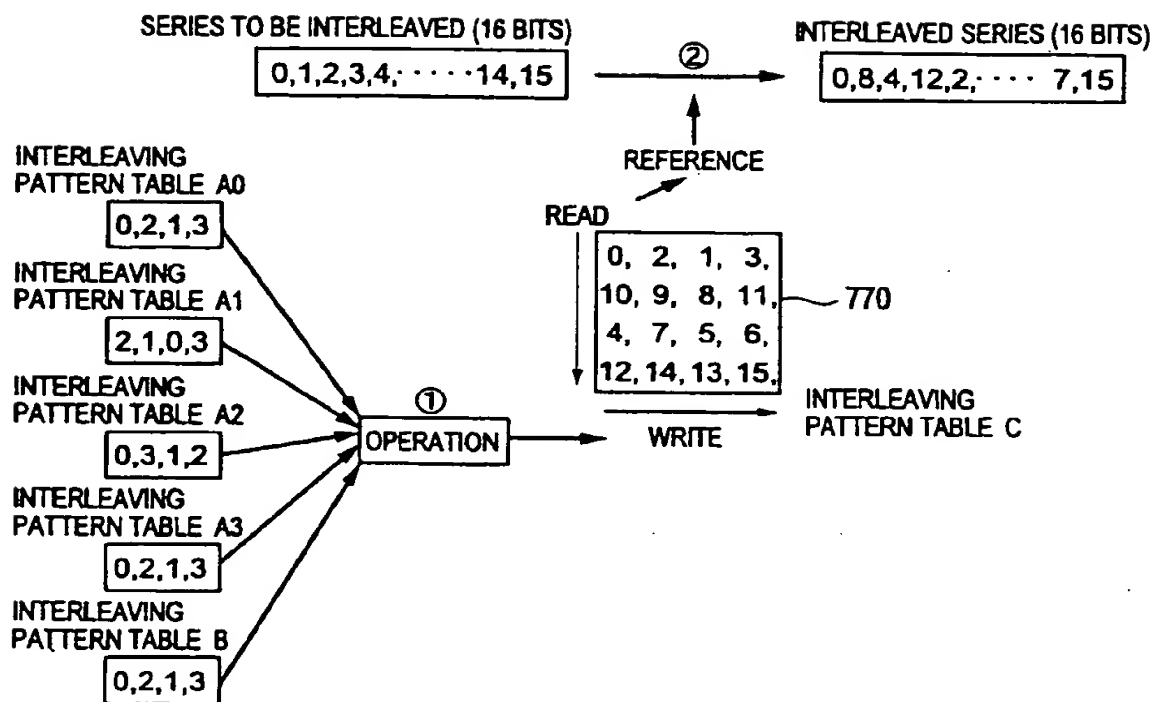 SERIES TO BE INTERLEAVED (16 BITS)
0,1,2,3,4,·····14,15
②
INTERLEAVED SERIES (16 BITS)
0,8,4,12,2,···· 7,15
REFERENCE
READ
0, 2, 1, 3,
10, 9, 8, 11,
4, 7, 5, 6,
12, 14, 13, 15,
770
WRITE
INTERLEAVING
PATTERN TABLE C
INTERLEAVING
PATTERN TABLE A0
0,2,1,3
INTERLEAVING
PATTERN TABLE A1
2,1,0,3
INTERLEAVING
PATTERN TABLE A2
0,3,1,2
INTERLEAVING
PATTERN TABLE A3
0,2,1,3
INTERLEAVING
PATTERN TABLE B
0,2,1,3
①
OPERATION